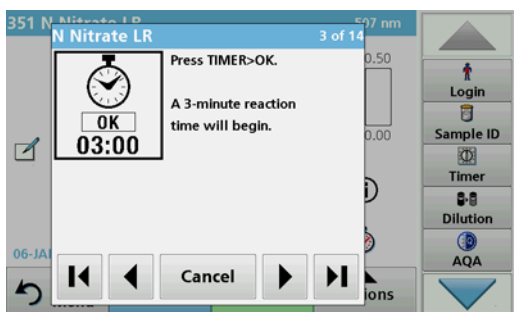 351 N Nitrate LR
507 nm
N Nitrate LR
3 of 14
Press TIMER>OK.
A 3-minute reaction
time will begin.
OK
03:00
0.50
0.00
06-JA
Cancel
Menu
ions
Login
Sample ID
Timer
Dilution
AQA